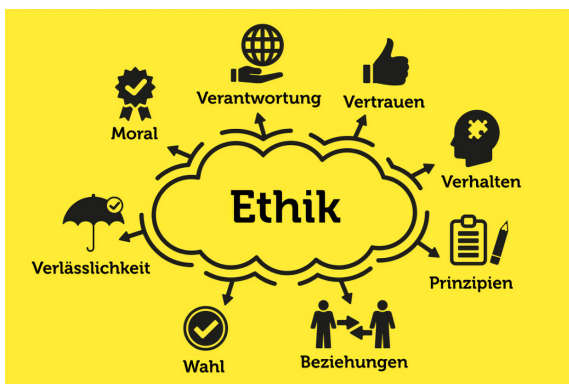 Verantwortung
Vertrauen
Moral
Verhalten
Ethik
Verlässlichkeit
Prinzipien
Wahl
Beziehungen